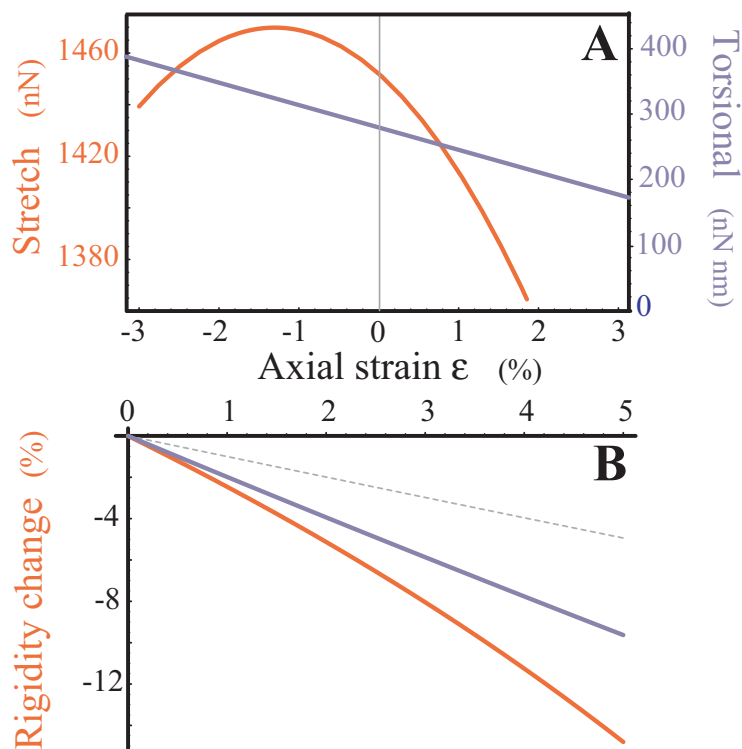 A
Stretch (nN)
1460
1420
1380
Torsional (nN nm)
400
300
200
100
0
-3 -2 -1 0 1 2 3
Axial strain ε (%)
0 1 2 3 4 5
B
Rigidity change (%)
-4
-8
-12